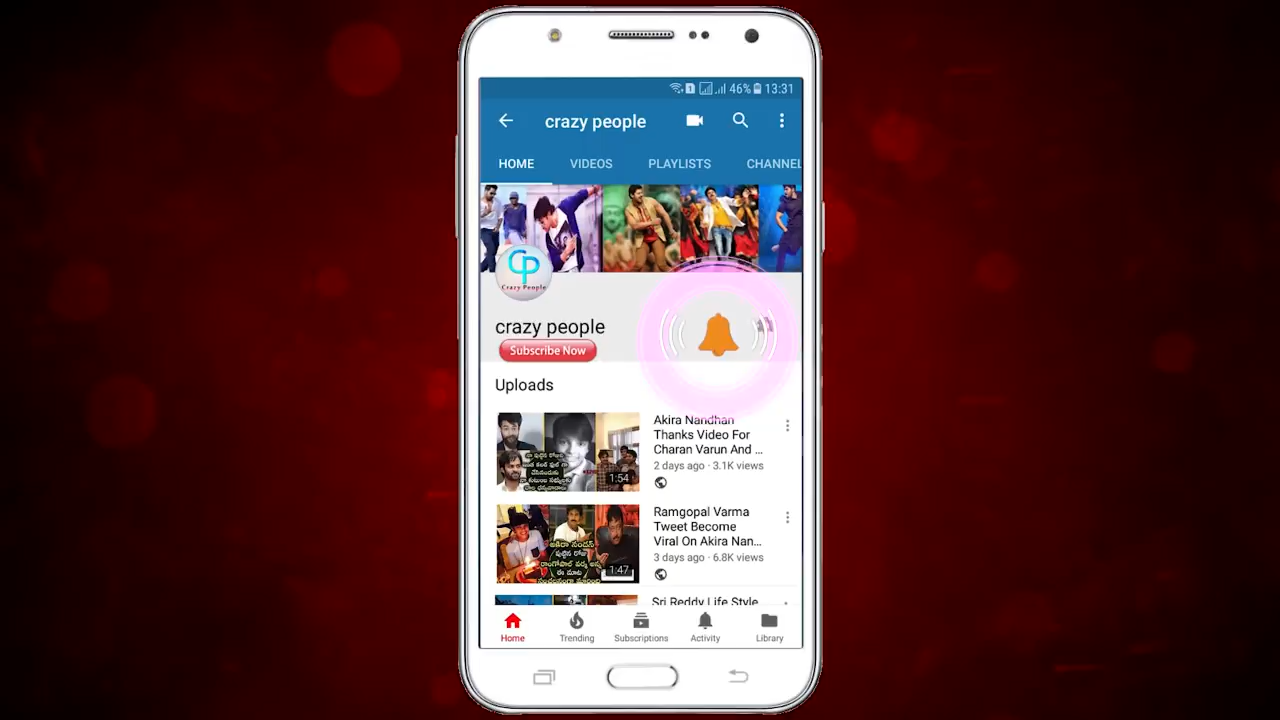 46% 13:31
crazy people
HOME VIDEOS PLAYLISTS CHANNEL
CP
Crazy People
crazy people
Subscribe Now
Uploads
Akira Nandhan
Thanks Video For
Charan Varun And ...
2 days ago · 3.1K views
1:54
Ramgopal Varma
Tweet Become
Viral On Akira Nan...
3 days ago · 6.8K views
అకిరా నందన్
పుట్టిన రోజు
1:47
Sri Reddy Life Style
Home Trending Subscriptions Activity Library